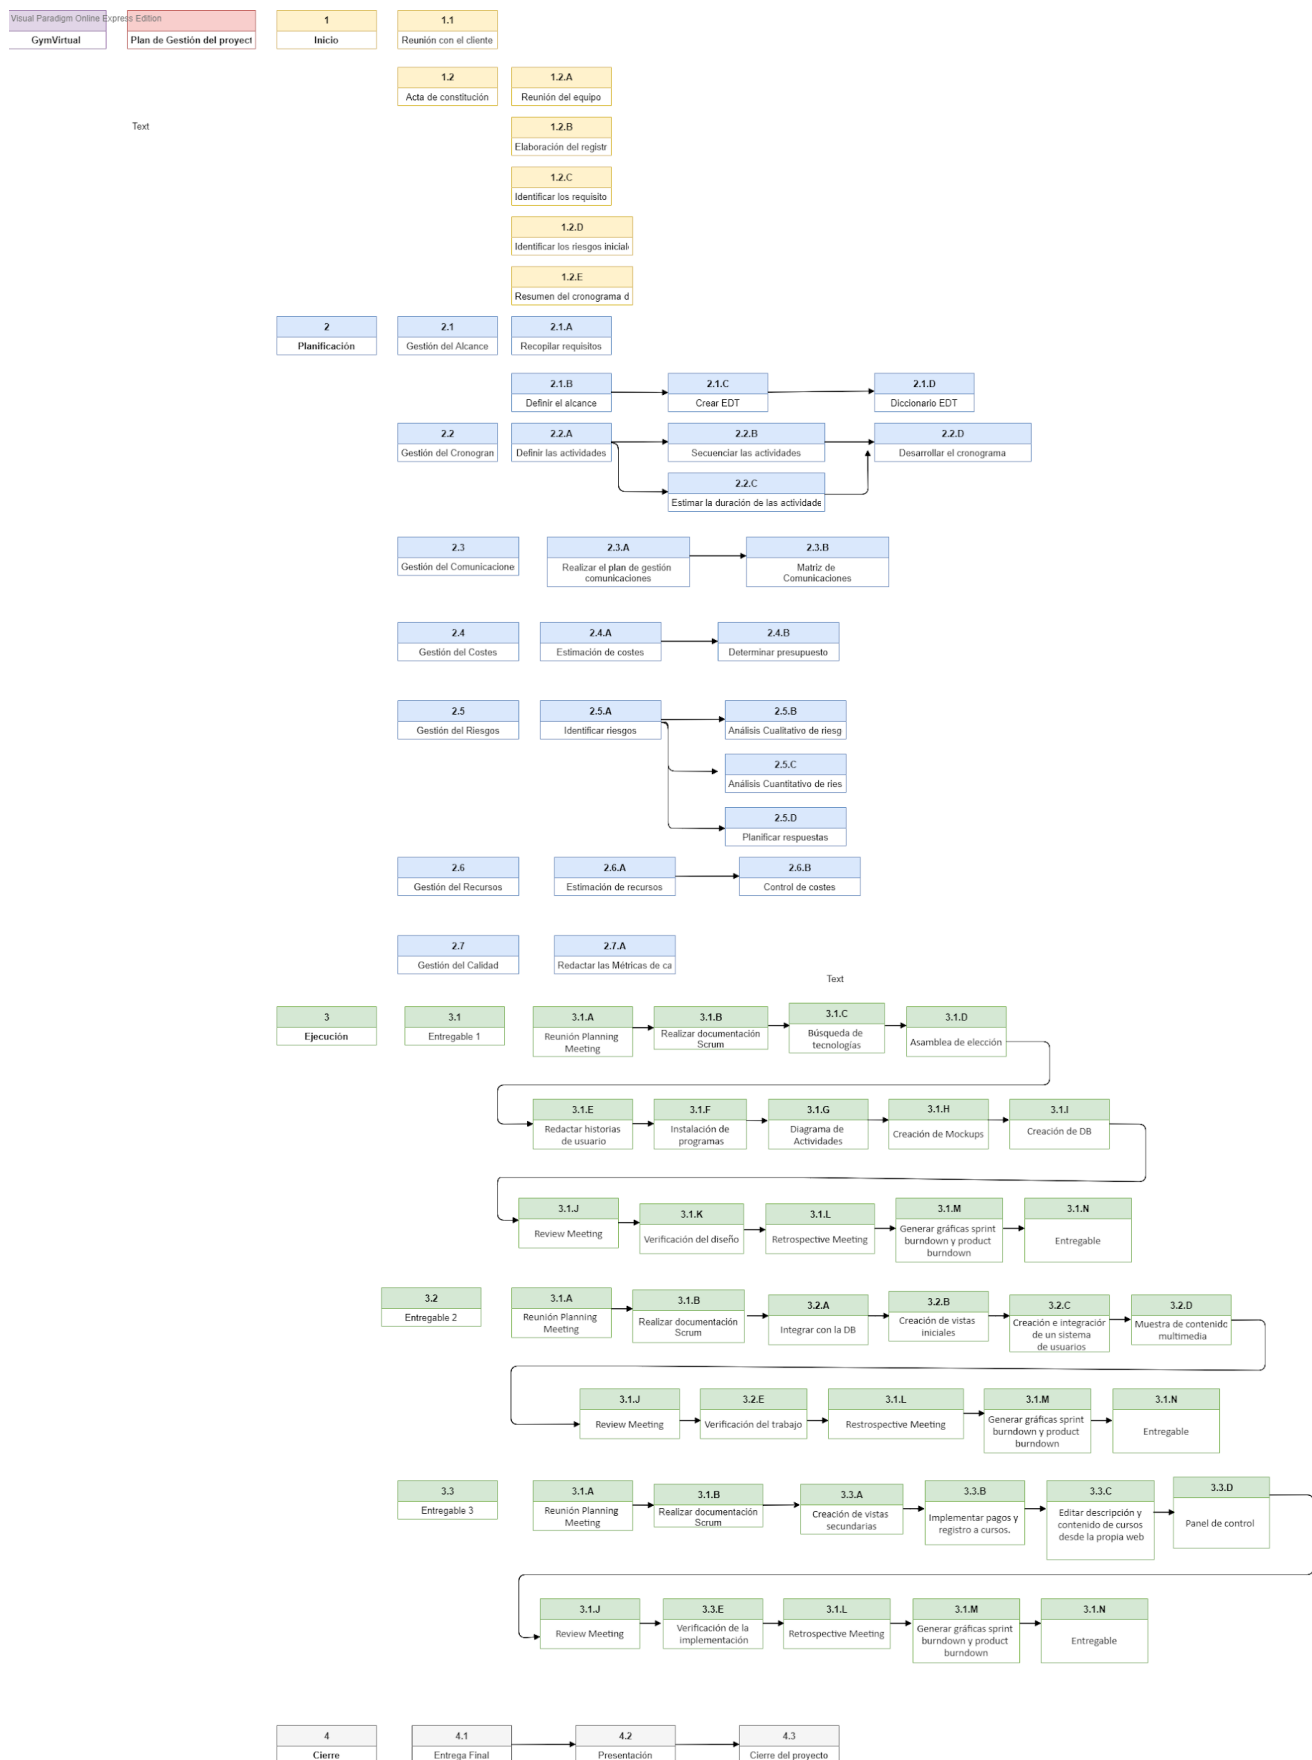 Visual Paradigm Online Express Edition
GymVirtual
Plan de Gestión del proyect
1
Inicio
1.1
Reunión con el cliente
1.2
Acta de constitución
1.2.A
Reunión del equipo
Text
1.2.B
Elaboración del registr
1.2.C
Identificar los requisito
1.2.D
Identificar los riesgos inicial
1.2.E
Resumen del cronograma d
2
Planificación
2.1
Gestión del Alcance
2.1.A
Recopilar requisitos
2.1.B
Definir el alcance
2.1.C
Crear EDT
2.1.D
Diccionario EDT
2.2
Gestión del Cronogran
2.2.A
Definir las actividades
2.2.B
Secuenciar las actividades
2.2.D
Desarrollar el cronograma
2.2.C
Estimar la duración de las actividade
2.3
Gestión del Comunicacione
2.3.A
Realizar el plan de gestión
comunicaciones
2.3.B
Matriz de
Comunicaciones
2.4
Gestión del Costes
2.4.A
Estimación de costes
2.4.B
Determinar presupuesto
2.5
Gestión del Riesgos
2.5.A
Identificar riesgos
2.5.B
Análisis Cualitativo de riesg
2.5.C
Análisis Cuantitativo de ries
2.5.D
Planificar respuestas
2.6
Gestión del Recursos
2.6.A
Estimación de recursos
2.6.B
Control de costes
2.7
Gestión del Calidad
2.7.A
Redactar las Métricas de ca
Text
3
Ejecución
3.1
Entregable 1
3.1.A
Reunión Planning
Meeting
3.1.B
Realizar documentación
Scrum
3.1.C
Búsqueda de
tecnologías
3.1.D
Asamblea de elección
3.1.E
Redactar historias
de usuario
3.1.F
Instalación de
programas
3.1.G
Diagrama de
Actividades
3.1.H
Creación de Mockups
3.1.I
Creación de DB
3.1.J
Review Meeting
3.1.K
Verificación del diseño
3.1.L
Retrospective Meeting
3.1.M
Generar gráficas sprint
burndown y product
burndown
3.1.N
Entregable
3.2
Entregable 2
3.1.A
Reunión Planning
Meeting
3.1.B
Realizar documentación
Scrum
3.2.A
Integrar con la DB
3.2.B
Creación de vistas
iniciales
3.2.C
Creación e integración
de un sistema
de usuarios
3.2.D
Muestra de contenido
multimedia
3.1.J
Review Meeting
3.2.E
Verificación del trabajo
3.1.L
Restrospective Meeting
3.1.M
Generar gráficas sprint
burndown y product
burndown
3.1.N
Entregable
3.3
Entregable 3
3.1.A
Reunión Planning
Meeting
3.1.B
Realizar documentación
Scrum
3.3.A
Creación de vistas
secundarias
3.3.B
Implementar pagos y
registro a cursos.
3.3.C
Editar descripción y
contenido de cursos
desde la propia web
3.3.D
Panel de control
3.1.J
Review Meeting
3.3.E
Verificación de la
implementación
3.1.L
Retrospective Meeting
3.1.M
Generar gráficas sprint
burndown y product
burndown
3.1.N
Entregable
4
Cierre
4.1
Entrega Final
4.2
Presentación
4.3
Cierre del proyecto